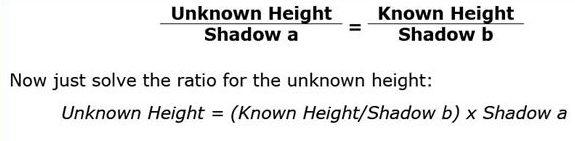 Unknown Height = Known Height
Shadow a Shadow b
Now just solve the ratio for the unknown height:
Unknown Height = (Known Height/Shadow b) x Shadow a